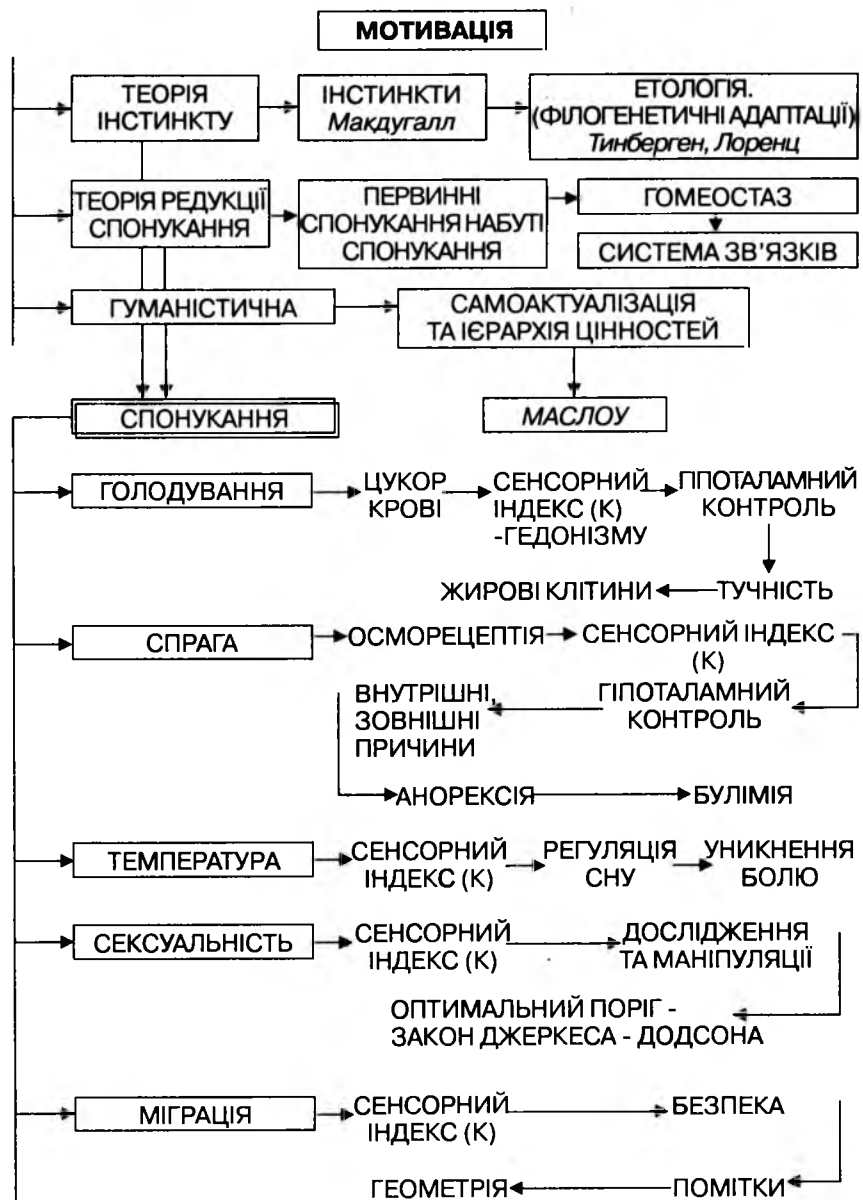 МОТИВАЦІЯ
ТЕОРІЯ
ІНСТИНКТУ
ІНСТИНКТИ
Макдугалл
ЕТОЛОГІЯ.
(ФІЛОГЕНЕТИЧНІ АДАПТАЦІЇ)
Тинберген, Лоренц
ТЕОРІЯ РЕДУКЦІЇ
СПОНУКАННЯ
ПЕРВИННІ
СПОНУКАННЯ НАБУТІ
СПОНУКАННЯ
ГОМЕОСТАЗ
СИСТЕМА ЗВ'ЯЗКІВ
ГУМАНІСТИЧНА
САМОАКТУАЛІЗАЦІЯ
ТА ІЄРАРХІЯ ЦІННОСТЕЙ
СПОНУКАННЯ
МАСЛОУ
ГОЛОДУВАННЯ
ЦУКОР
КРОВІ
СЕНСОРНИЙ
ІНДЕКС (К)
-ГЕДОНІЗМУ
ГІПОТАЛАМНИЙ
КОНТРОЛЬ
ЖИРОВІ КЛІТИНИ
ТУЧНІСТЬ
СПРАГА
ОСМОРЕЦЕПТІЯ
СЕНСОРНИЙ ІНДЕКС
(К)
ВНУТРІШНІ,
ЗОВНІШНІ
ПРИЧИНИ
ГІПОТАЛАМНИЙ
КОНТРОЛЬ
АНОРЕКСІЯ
БУЛІМІЯ
ТЕМПЕРАТУРА
СЕНСОРНИЙ
ІНДЕКС (К)
РЕГУЛЯЦІЯ
СНУ
УНИКНЕННЯ
БОЛЮ
СЕКСУАЛЬНІСТЬ
СЕНСОРНИЙ
ІНДЕКС (К)
ДОСЛІДЖЕННЯ
ТА МАНІПУЛЯЦІЇ
ОПТИМАЛЬНИЙ ПОРІГ -
ЗАКОН ДЖЕРКЕСА - ДОДСОНА
МІГРАЦІЯ
СЕНСОРНИЙ
ІНДЕКС (К)
БЕЗПЕКА
ГЕОМЕТРІЯ
ПОМІТКИ